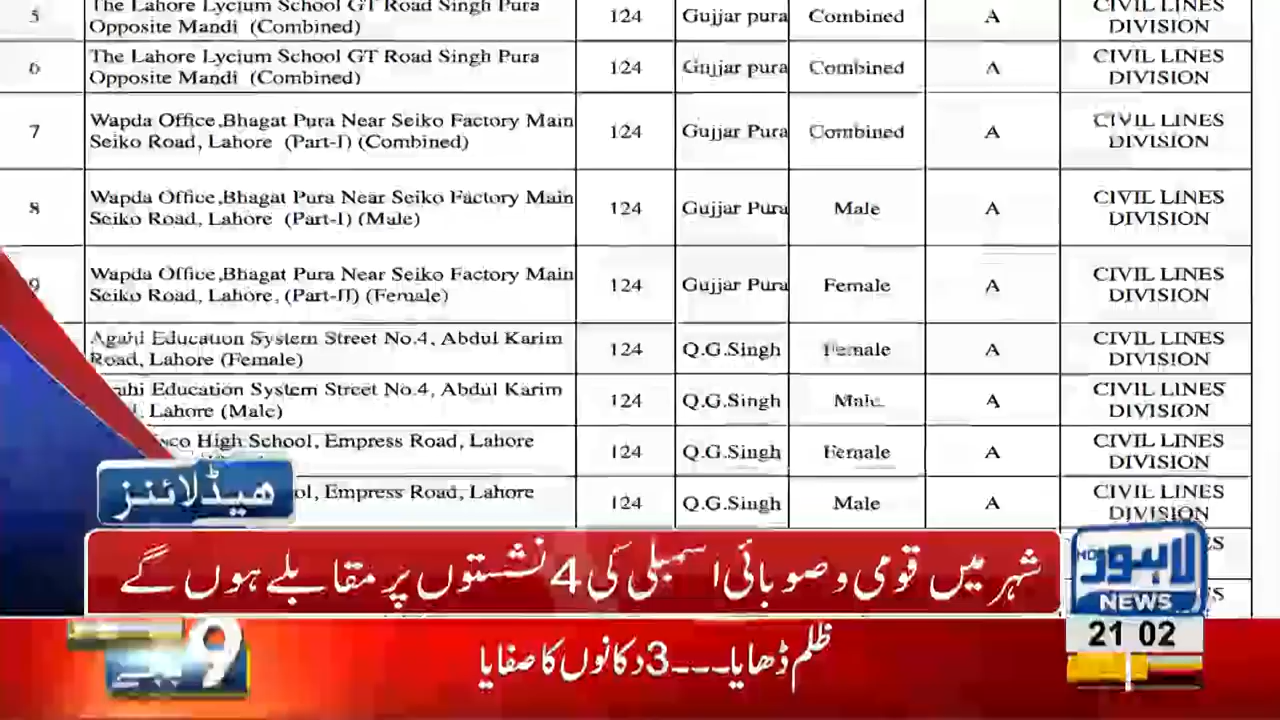 5 The Lahore Lycium School GT Road Singh Pura Opposite Mandi (Combined) 124 Gujjar pura Combined A CIVIL LINES DIVISION
6 The Lahore Lycium School GT Road Singh Pura Opposite Mandi (Combined) 124 Gujjar pura Combined A CIVIL LINES DIVISION
7 Wapda Office,Bhagat Pura Near Seiko Factory Main Seiko Road, Lahore (Part-I) (Combined) 124 Gujjar Pura Combined A CIVIL LINES DIVISION
8 Wapda Office,Bhagat Pura Near Seiko Factory Main Seiko Road, Lahore (Part-I) (Male) 124 Gujjar Pura Male A CIVIL LINES DIVISION
9 Wapda Office,Bhagat Pura Near Seiko Factory Main Seiko Road, Lahore, (Part-II) (Female) 124 Gujjar Pura Female A CIVIL LINES DIVISION
Agahi Education System Street No.4, Abdul Karim Road, Lahore (Female) 124 Q.G.Singh Female A CIVIL LINES DIVISION
Education System Street No.4, Abdul Karim Lahore (Male) 124 Q.G.Singh Male A CIVIL LINES DIVISION
High School, Empress Road, Lahore 124 Q.G.Singh Female A CIVIL LINES DIVISION
Empress Road, Lahore 124 Q.G.Singh Male A CIVIL LINES DIVISION
ہیڈلائنز
شہر میں قومی و صوبائی اسمبلی کی 4 نشستوں پر مقابلے ہوں گے
لاہور HD
NEWS
21 02
9 بجے
ظلم ڈھایا۔۔۔3 دکانوں کا صفایا